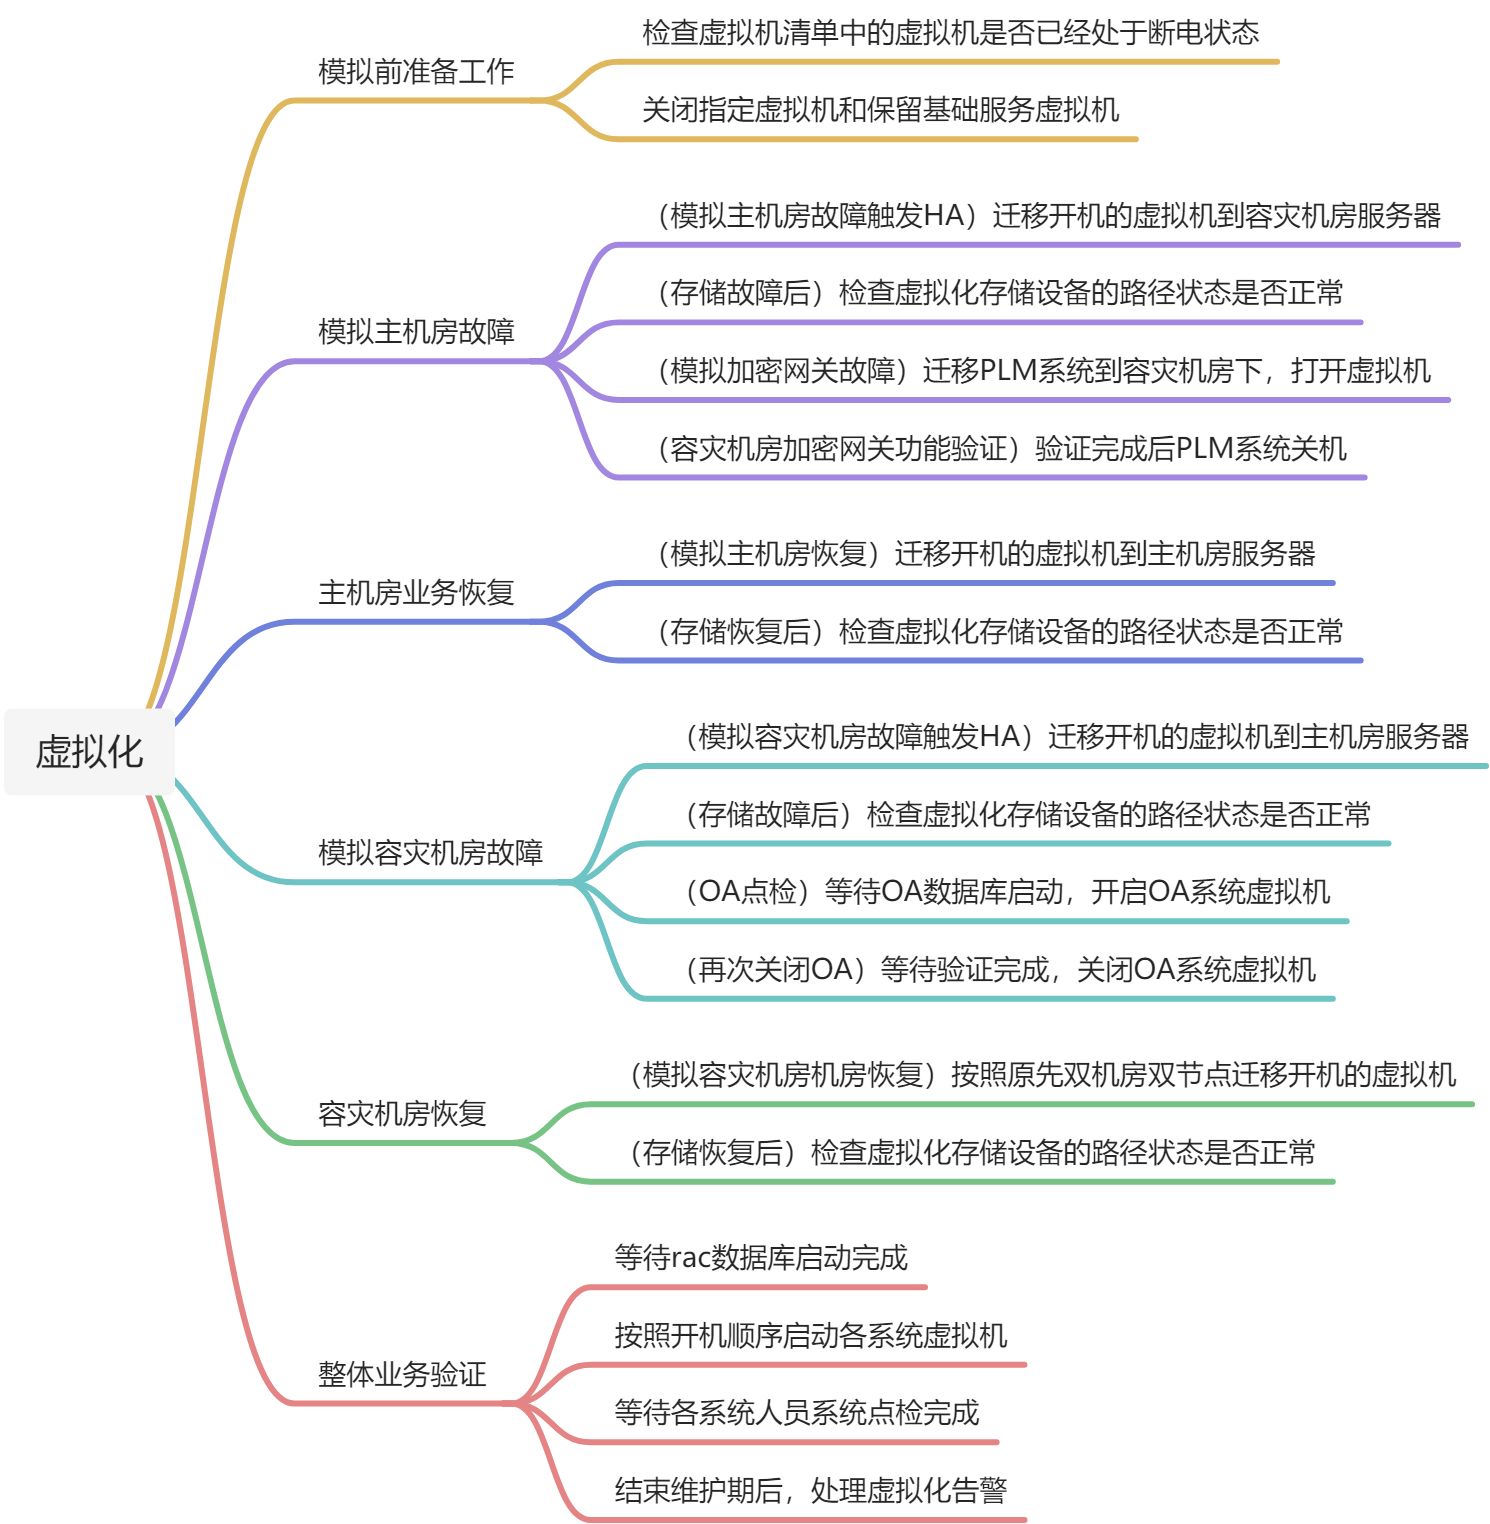 虚拟化
模拟前准备工作
检查虚拟机清单中的虚拟机是否已经处于断电状态
关闭指定虚拟机和保留基础服务虚拟机
模拟主机房故障
（模拟主机房故障触发HA）迁移开机的虚拟机到容灾机房服务器
（存储故障后）检查虚拟化存储设备的路径状态是否正常
（模拟加密网关故障）迁移PLM系统到容灾机房下，打开虚拟机
（容灾机房加密网关功能验证）验证完成后PLM系统关机
主机房业务恢复
（模拟主机房恢复）迁移开机的虚拟机到主机房服务器
（存储恢复后）检查虚拟化存储设备的路径状态是否正常
模拟容灾机房故障
（模拟容灾机房故障触发HA）迁移开机的虚拟机到主机房服务器
（存储故障后）检查虚拟化存储设备的路径状态是否正常
（OA点检）等待OA数据库启动，开启OA系统虚拟机
（再次关闭OA）等待验证完成，关闭OA系统虚拟机
容灾机房恢复
（模拟容灾机房机房恢复）按照原先双机房双节点迁移开机的虚拟机
（存储恢复后）检查虚拟化存储设备的路径状态是否正常
整体业务验证
等待rac数据库启动完成
按照开机顺序启动各系统虚拟机
等待各系统人员系统点检完成
结束维护期后，处理虚拟化告警